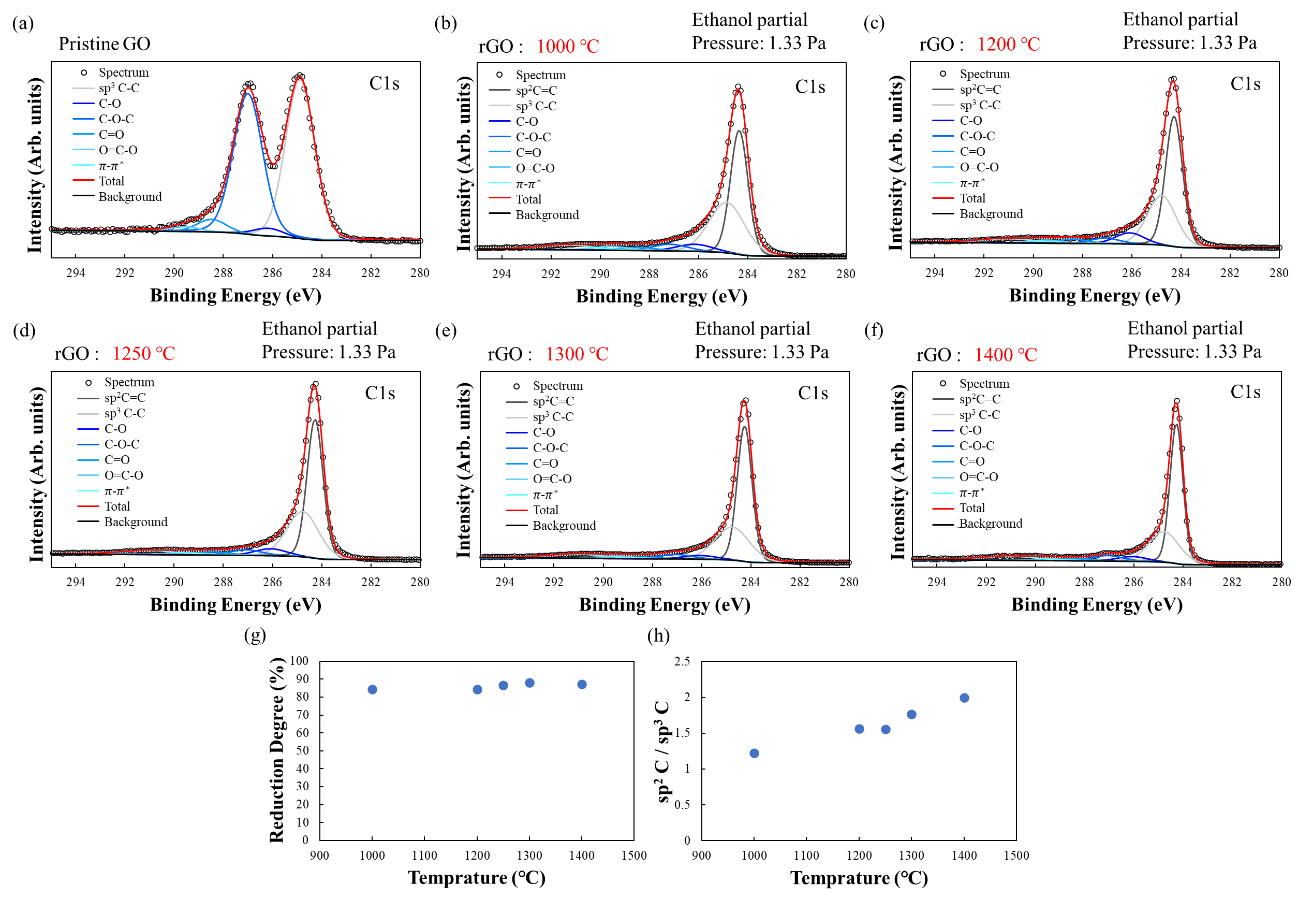 (a)
Pristine GO
Spectrum
sp³ C-C
C-O
C-O-C
C=O
O=C-O
π-π*
Total
Background
C1s
Intensity (Arb. units)
294 292 290 288 286 284 282 280
Binding Energy (eV)
(b)
Ethanol partial
rGO : 1000 ℃ Pressure: 1.33 Pa
Spectrum
sp²C=C
sp³ C-C
C-O
C-O-C
C=O
O=C-O
π-π*
Total
Background
C1s
Intensity (Arb. units)
294 292 290 288 286 284 282 280
Binding Energy (eV)
(c)
Ethanol partial
rGO : 1200 ℃ Pressure: 1.33 Pa
Spectrum
sp²C=C
sp³ C-C
C-O
C-O-C
C=O
O=C-O
π-π*
Total
Background
C1s
Intensity (Arb. units)
294 292 290 288 286 284 282 280
Binding Energy (eV)
(d)
Ethanol partial
rGO : 1250 ℃ Pressure: 1.33 Pa
Spectrum
sp²C=C
sp³ C-C
C-O
C-O-C
C=O
O=C-O
π-π*
Total
Background
C1s
Intensity (Arb. units)
294 292 290 288 286 284 282 280
Binding Energy (eV)
(e)
Ethanol partial
rGO : 1300 ℃ Pressure: 1.33 Pa
Spectrum
sp²C=C
sp³ C-C
C-O
C-O-C
C=O
O=C-O
π-π*
Total
Background
C1s
Intensity (Arb. units)
294 292 290 288 286 284 282 280
Binding Energy (eV)
(f)
Ethanol partial
rGO : 1400 ℃ Pressure: 1.33 Pa
Spectrum
sp²C=C
sp³ C-C
C-O
C-O-C
C=O
O=C-O
π-π*
Total
Background
C1s
Intensity (Arb. units)
294 292 290 288 286 284 282 280
Binding Energy (eV)
(g)
Reduction Degree (%)
100
90
80
70
60
50
40
30
20
10
0
900 1000 1100 1200 1300 1400 1500
Temprature (℃)
(h)
sp² C / sp³ C
2.5
2
1.5
1
0.5
0
900 1000 1100 1200 1300 1400 1500
Temprature (℃)